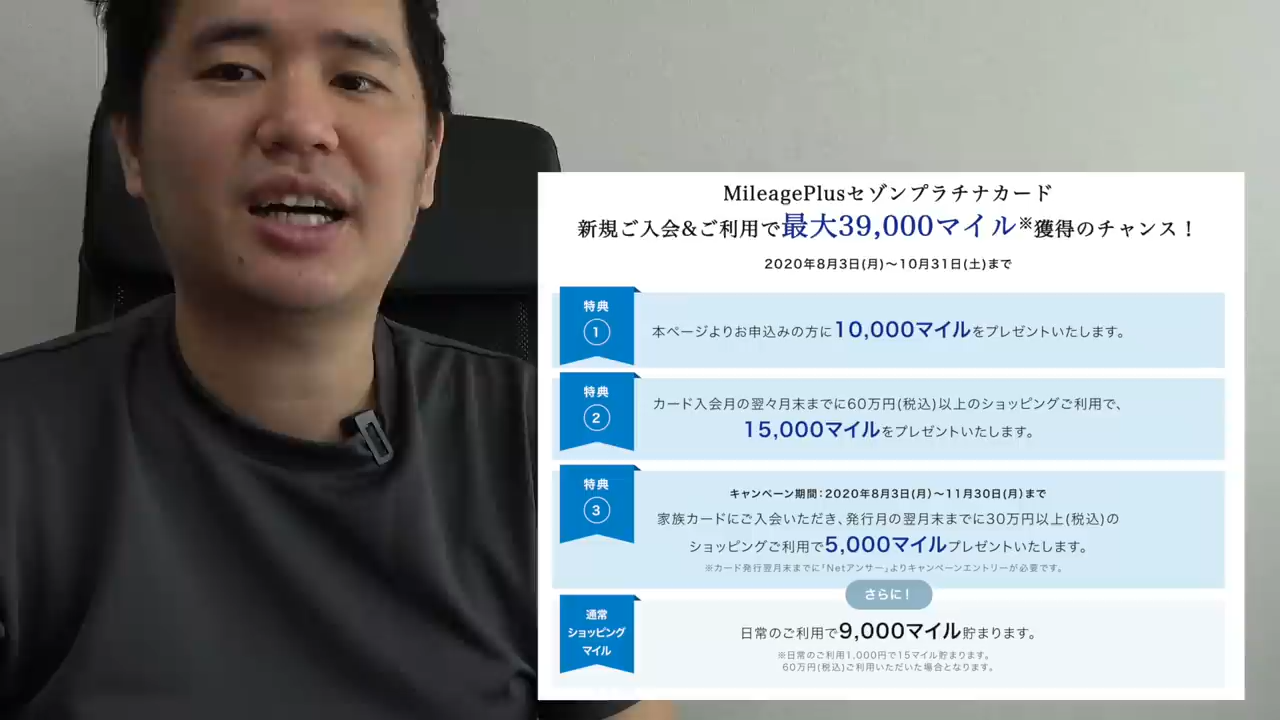 MileagePlusセゾンプラチナカード
新規ご入会&ご利用で最大39,000マイル※獲得のチャンス！
2020年8月3日(月)～10月31日(土)まで
特典
1
本ページよりお申込みの方に10,000マイルをプレゼントいたします。
特典
2
カード入会月の翌々月末までに60万円(税込)以上のショッピングご利用で、
15,000マイルをプレゼントいたします。
特典
3
キャンペーン期間：2020年8月3日(月)～11月30日(月)まで
家族カードにご入会いただき、発行月の翌月末までに30万円以上(税込)の
ショッピングご利用で5,000マイルプレゼントいたします。
※カード発行翌月末までに「Netアンサー」よりキャンペーンエントリーが必要です。
さらに！
通常
ショッピング
マイル
日常のご利用で9,000マイル貯まります。
※日常のご利用1,000円で15マイル貯まります。
60万円(税込)ご利用いただいた場合となります。